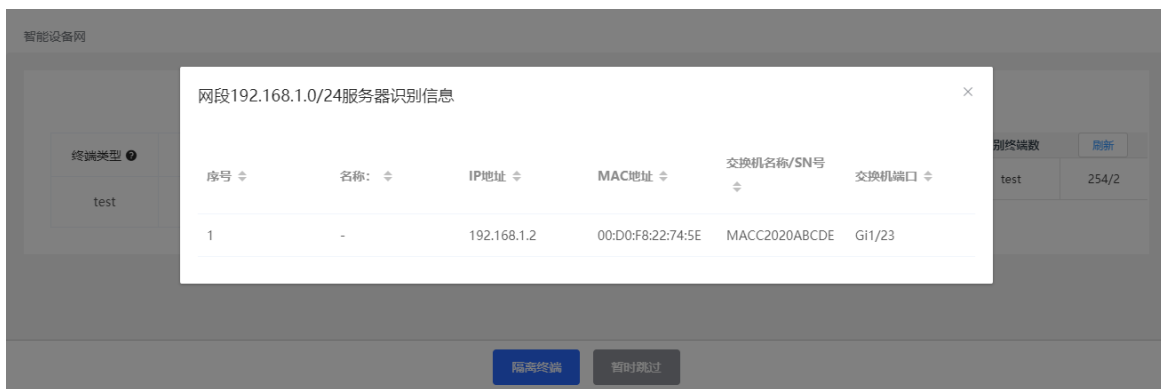 智能设备网
网段192.168.1.0/24服务器识别信息
终端类型
别终端数 刷新
序号 名称： IP地址 MAC地址 交换机名称/SN号 交换机端口
test
test 254/2
1 - 192.168.1.2 00:D0:F8:22:74:5E MACC2020ABCDE Gi1/23
隔离终端 暂时跳过